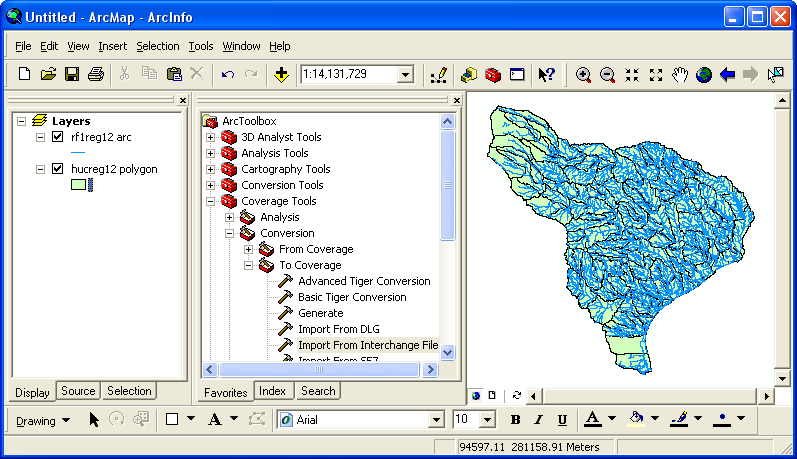 Untitled - ArcMap - ArcInfo
File Edit View Insert Selection Tools Window Help
1:14,131,729
Layers
rf1reg12 arc
hucreg12 polygon
Display Source Selection
ArcToolbox
3D Analyst Tools
Analysis Tools
Cartography Tools
Conversion Tools
Coverage Tools
Analysis
Conversion
From Coverage
To Coverage
Advanced Tiger Conversion
Basic Tiger Conversion
Generate
Import From DLG
Import From Interchange File
Import From S57
Favorites Index Search
Drawing A Arial 10 B I U A
94597.11 281158.91 Meters